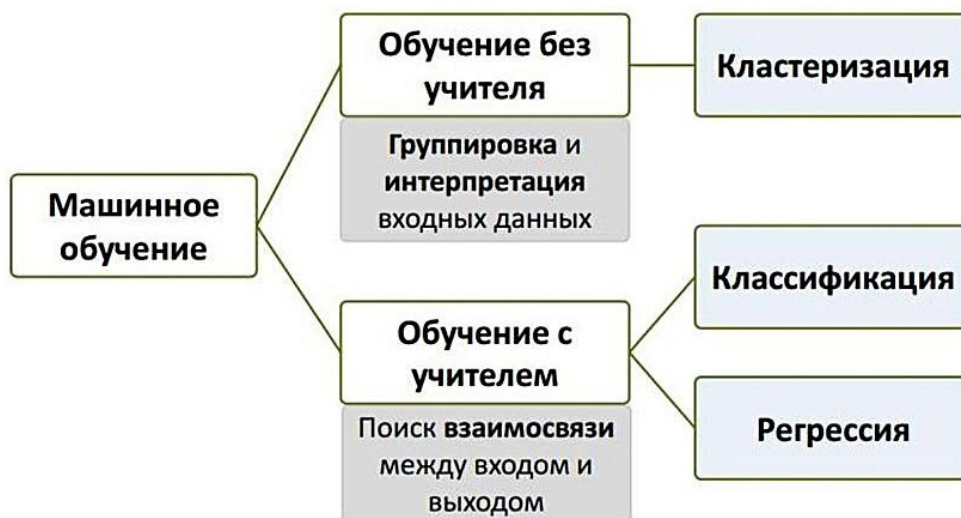 Машинное
обучение
Обучение без
учителя
Группировка и
интерпретация
входных данных
Кластеризация
Обучение с
учителем
Поиск взаимосвязи
между входом и
выходом
Классификация
Регрессия